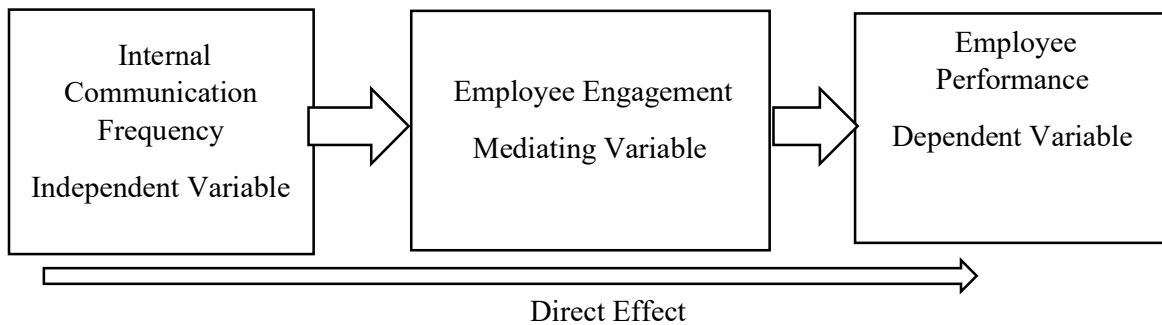 Internal
Communication
Frequency
Independent Variable
Employee Engagement
Mediating Variable
Employee
Performance
Dependent Variable
Direct Effect